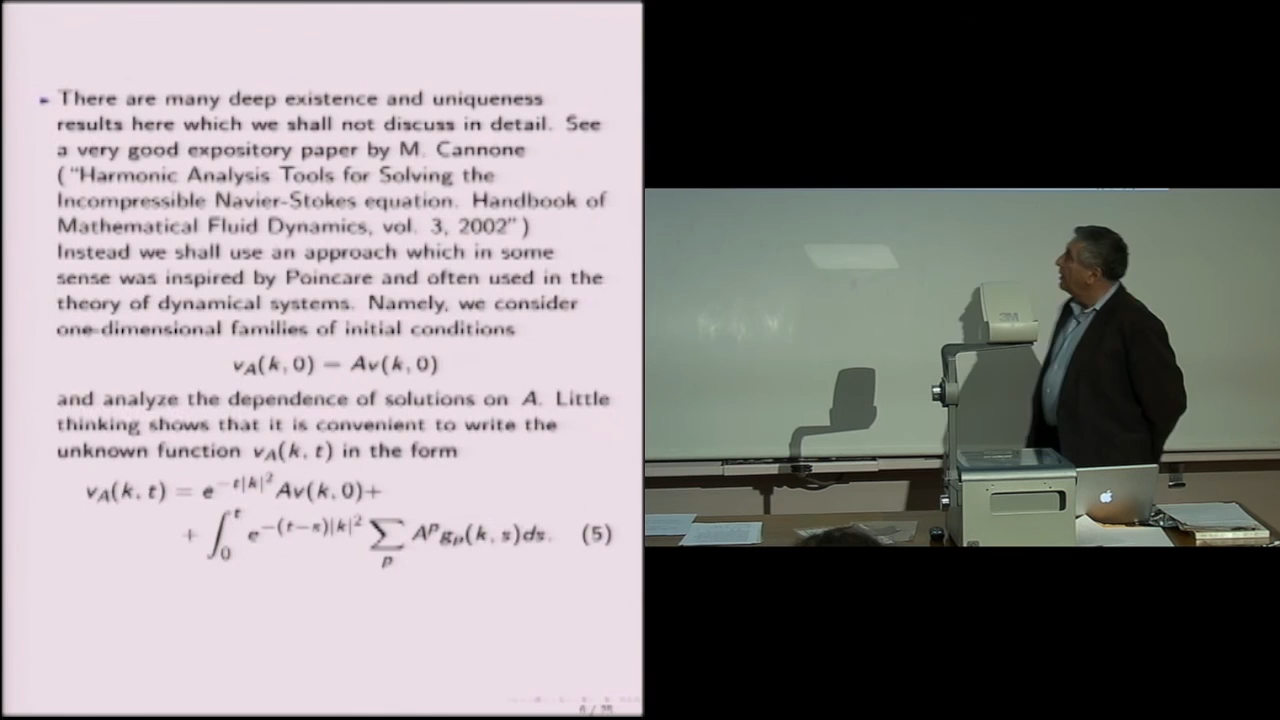 ► There are many deep existence and uniqueness
results here which we shall not discuss in detail. See
a very good expository paper by M. Cannone
("Harmonic Analysis Tools for Solving the
Incompressible Navier-Stokes equation. Handbook of
Mathematical Fluid Dynamics, vol. 3, 2002")
Instead we shall use an approach which in some
sense was inspired by Poincare and often used in the
theory of dynamical systems. Namely, we consider
one-dimensional families of initial conditions
v_A(k, 0) = Av(k, 0)
and analyze the dependence of solutions on A. Little
thinking shows that it is convenient to write the
unknown function v_A(k, t) in the form
v_A(k, t) = e^{-t|k|^2} Av(k, 0)+
+ ∫_0^t e^{-(t-s)|k|^2} ∑_p A^p g_p(k, s)ds. (5)
3M